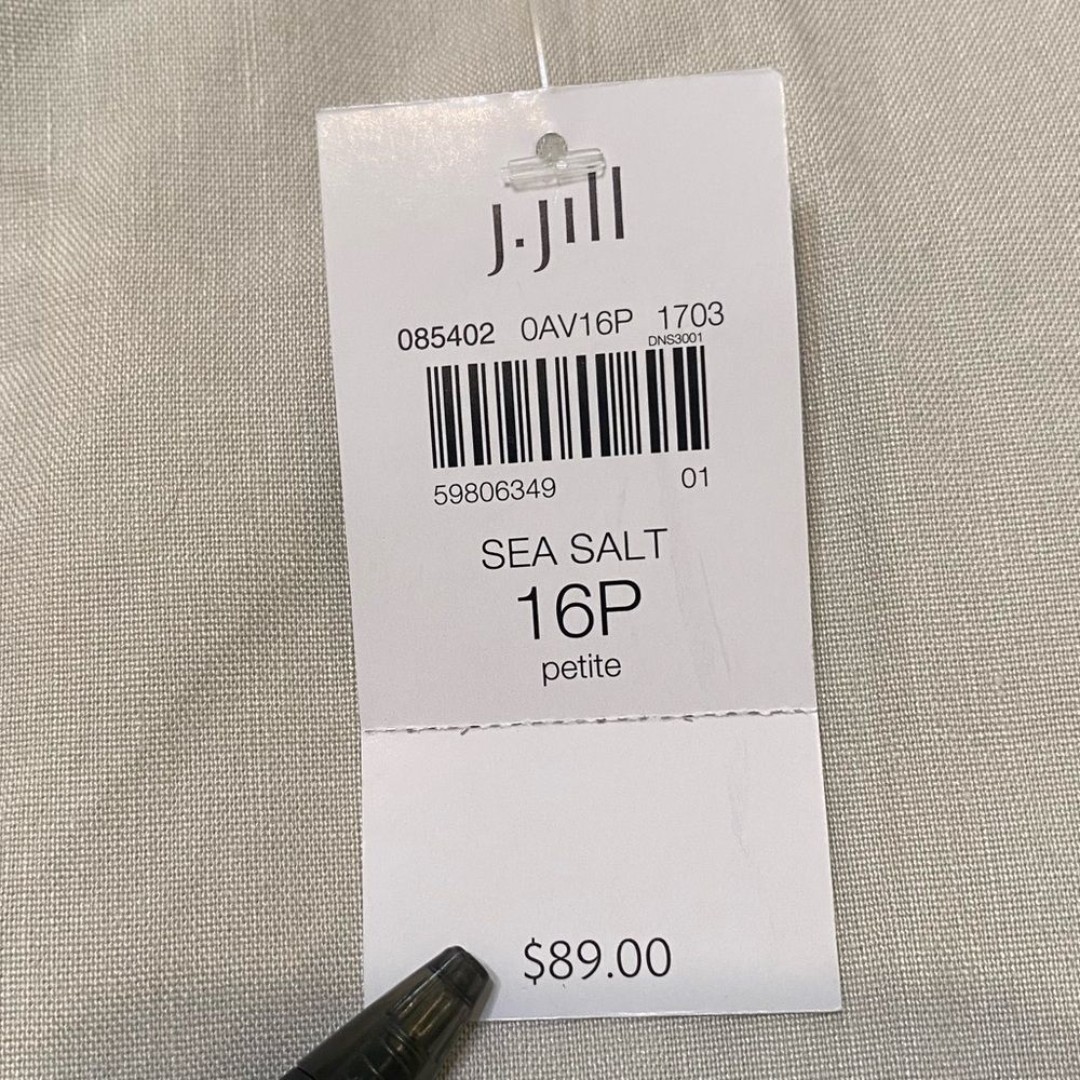 J.Jill
085402 0AV16P 1703
DNS3001
59806349 01
SEA SALT
16P
petite
$89.00